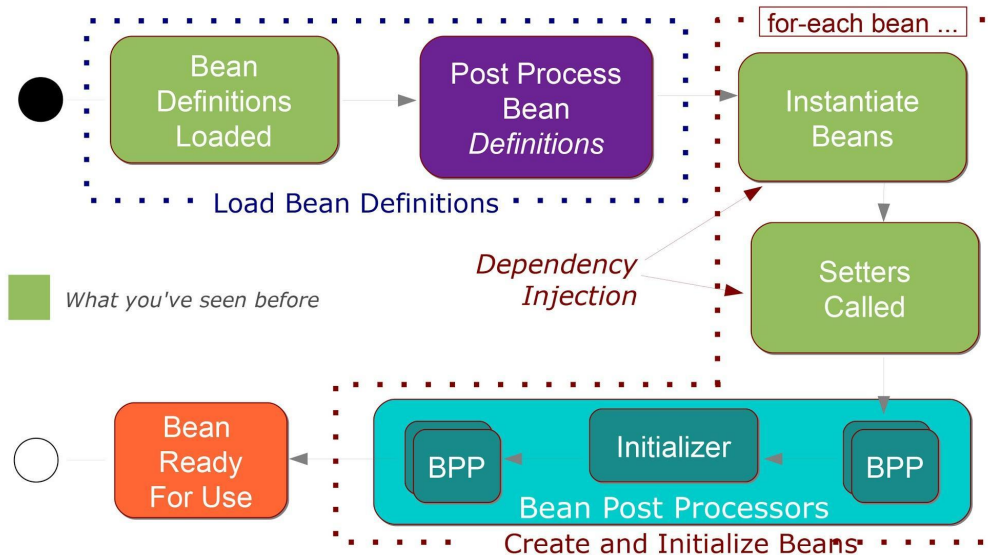 for-each bean ...
Bean
Definitions
Loaded
Post Process
Bean
Definitions
Instantiate
Beans
Load Bean Definitions
Dependency
Injection
Setters
Called
What you've seen before
Bean
Ready
For Use
BPP
Initializer
BPP
Bean Post Processors
Create and Initialize Beans